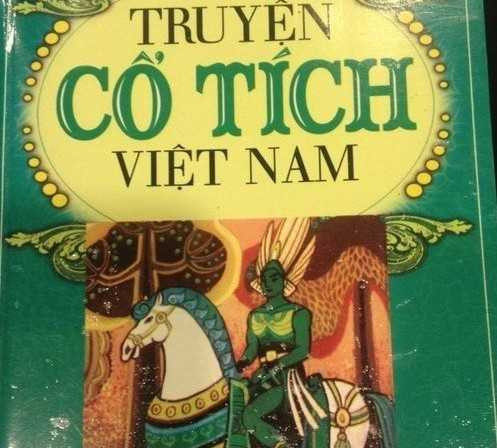 TRUYỆN
CỔ TÍCH
VIỆT NAM